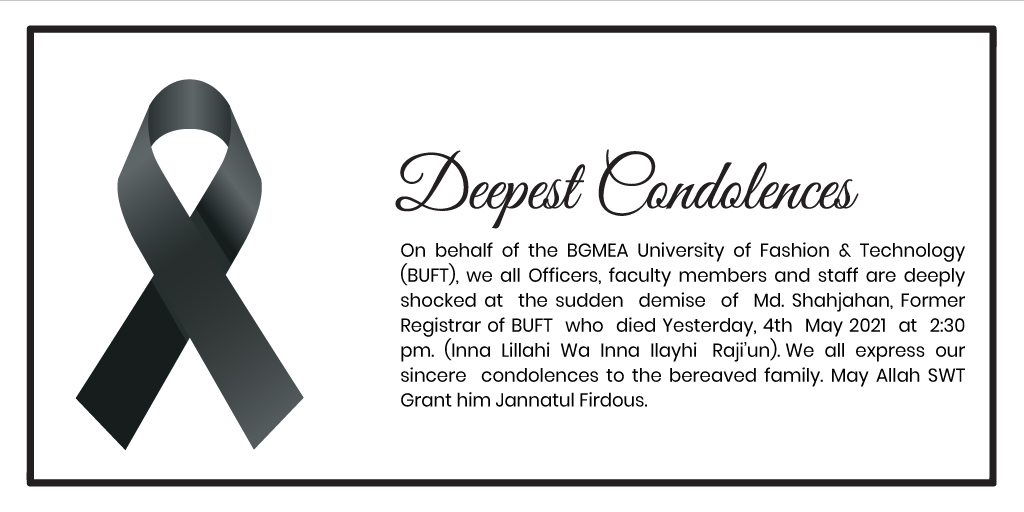 Deepest Condolences
On behalf of the BGMEA University of Fashion & Technology
(BUFT), we all Officers, faculty members and staff are deeply
shocked at the sudden demise of Md. Shahjahan, Former
Registrar of BUFT who died Yesterday, 4th May 2021 at 2:30
pm. (Inna Lillahi Wa Inna Ilayhi Raji'un). We all express our
sincere condolences to the bereaved family. May Allah SWT
Grant him Jannatul Firdous.